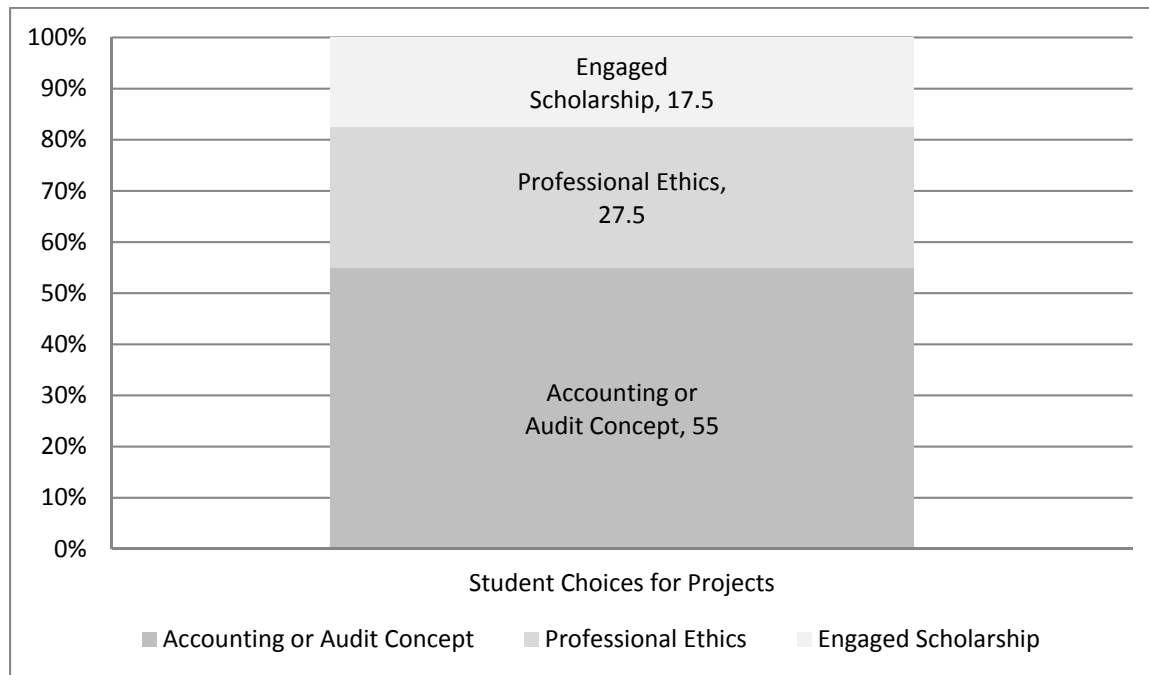 100%
90%
80%
70%
60%
50%
40%
30%
20%
10%
0%
Engaged
Scholarship, 17.5
Professional Ethics,
27.5
Accounting or
Audit Concept, 55
Student Choices for Projects
Accounting or Audit Concept
Professional Ethics
Engaged Scholarship